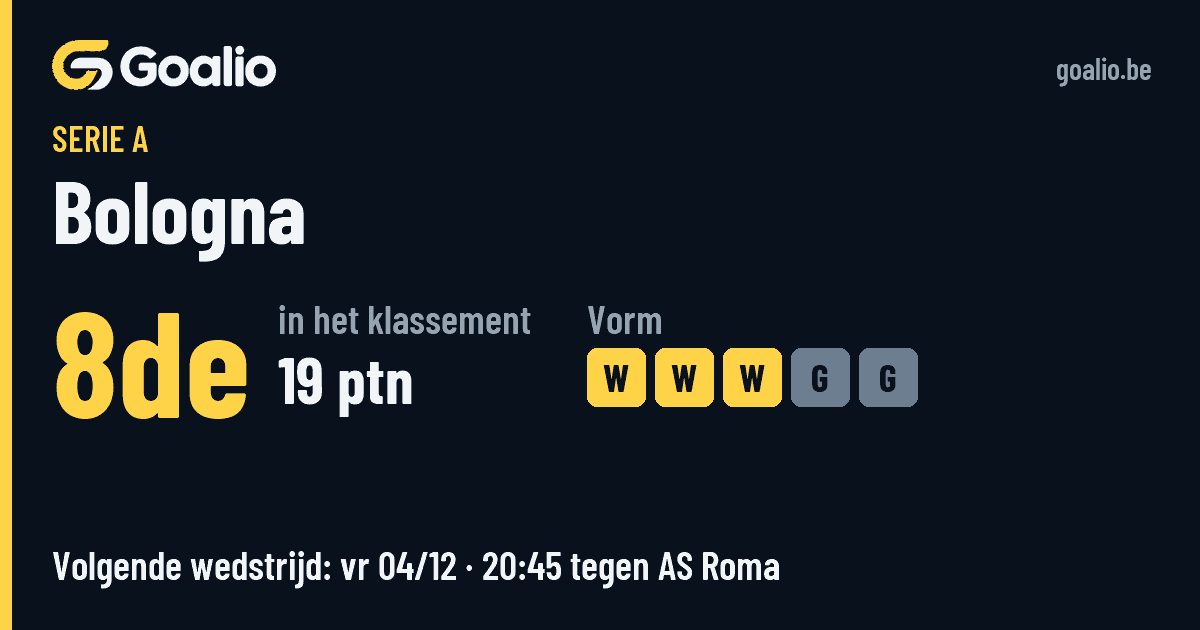 Goalio
goalio.be
SERIE A
Bologna
8de
in het klassement
19 ptn
Vorm
W W W G G
Volgende wedstrijd: vr 04/12 · 20:45 tegen AS Roma